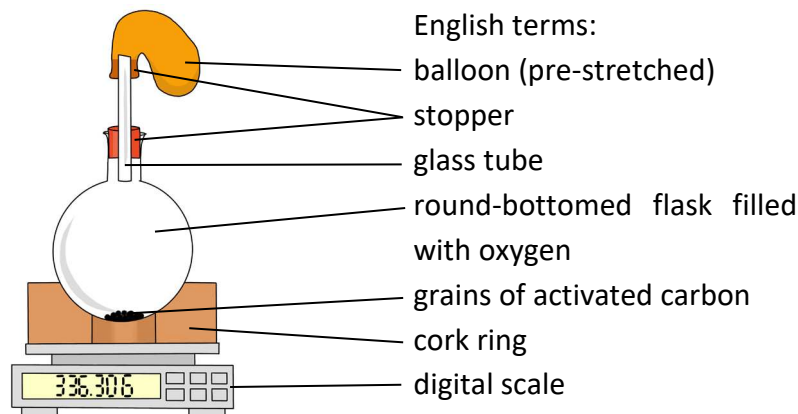 English terms:
balloon (pre-stretched)
stopper
glass tube
round-bottomed flask filled
with oxygen
grains of activated carbon
cork ring
digital scale
336.306